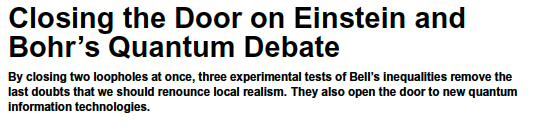 Closing the Door on Einstein and
Bohr's Quantum Debate
By closing two loopholes at once, three experimental tests of Bell's inequalities remove the
last doubts that we should renounce local realism. They also open the door to new quantum
information technologies.